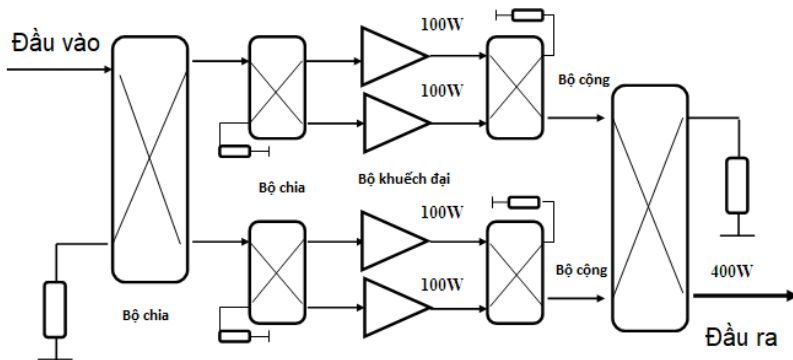 Đầu vào
100W
Bộ cộng
100W
Bộ chia
Bộ khuếch đại
100W
100W
Bộ cộng
400W
Bộ chia
Đầu ra